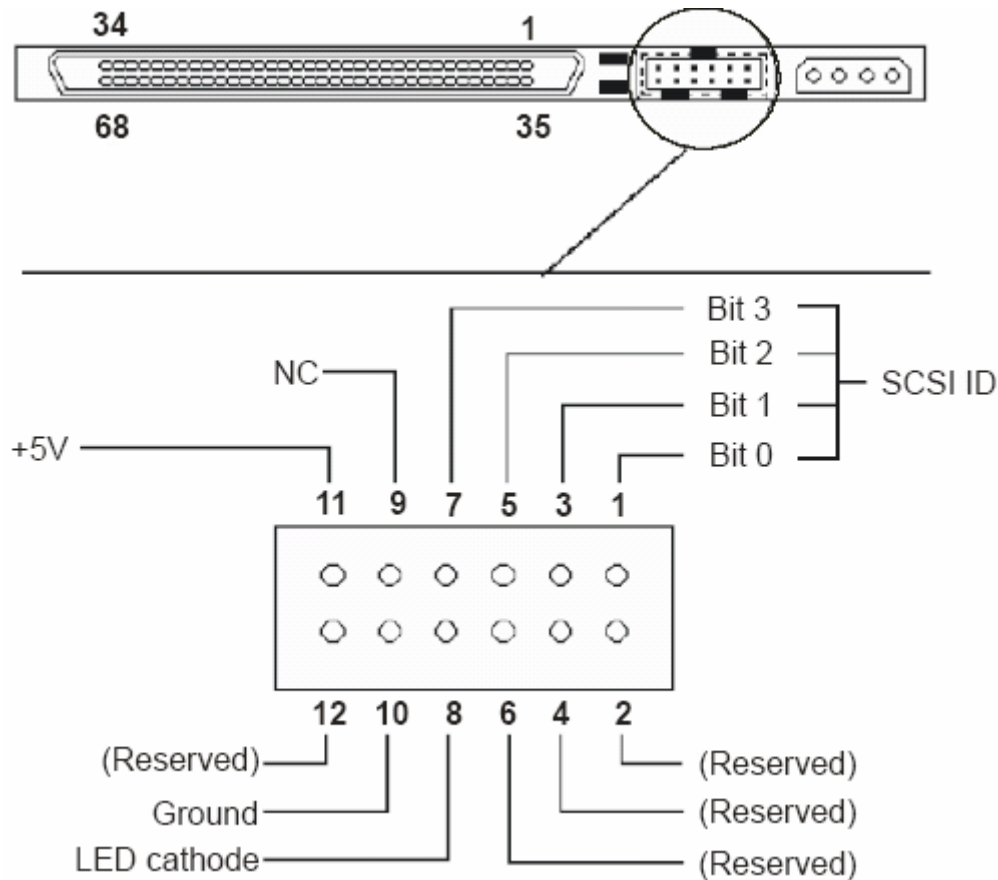 34 1
68 35
Bit 3
Bit 2
NC
SCSI ID
Bit 1
+5V
Bit 0
11 9 7 5 3 1
12 10 8 6 4 2
(Reserved) (Reserved)
Ground (Reserved)
LED cathode (Reserved)